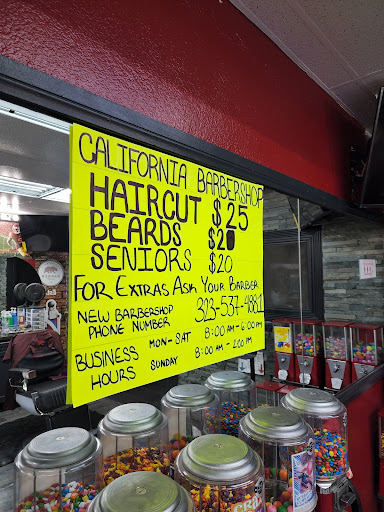 CALIFORNIA BARBERSHOP
HAIRCUT $25
BEARDS $20
SENIORS $20
FOR EXTRAS ASK YOUR BARBER
NEW BARBERSHOP
PHONE NUMBER 323-537-4881
BUSINESS
HOURS
MON-SAT 8:00 AM - 6:00 PM
SUNDAY 8:00 AM - 2:00 PM